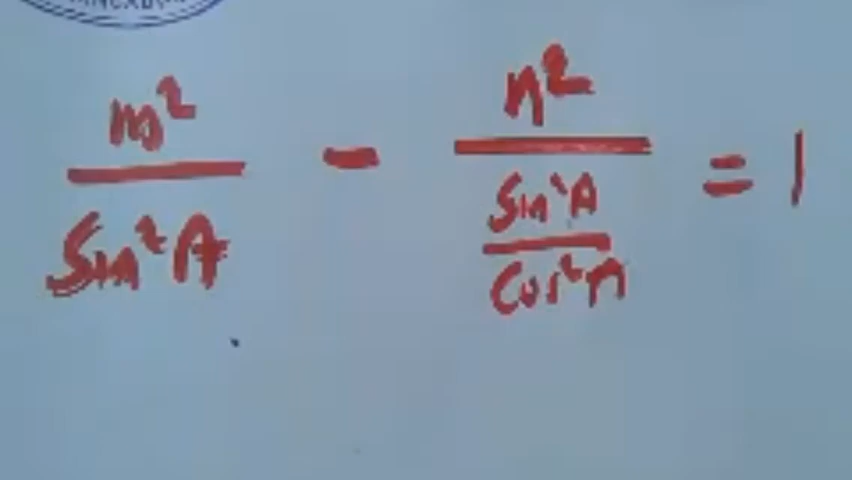 m² / Sin²A - n² / (Sin²A / Cos²A) = 1